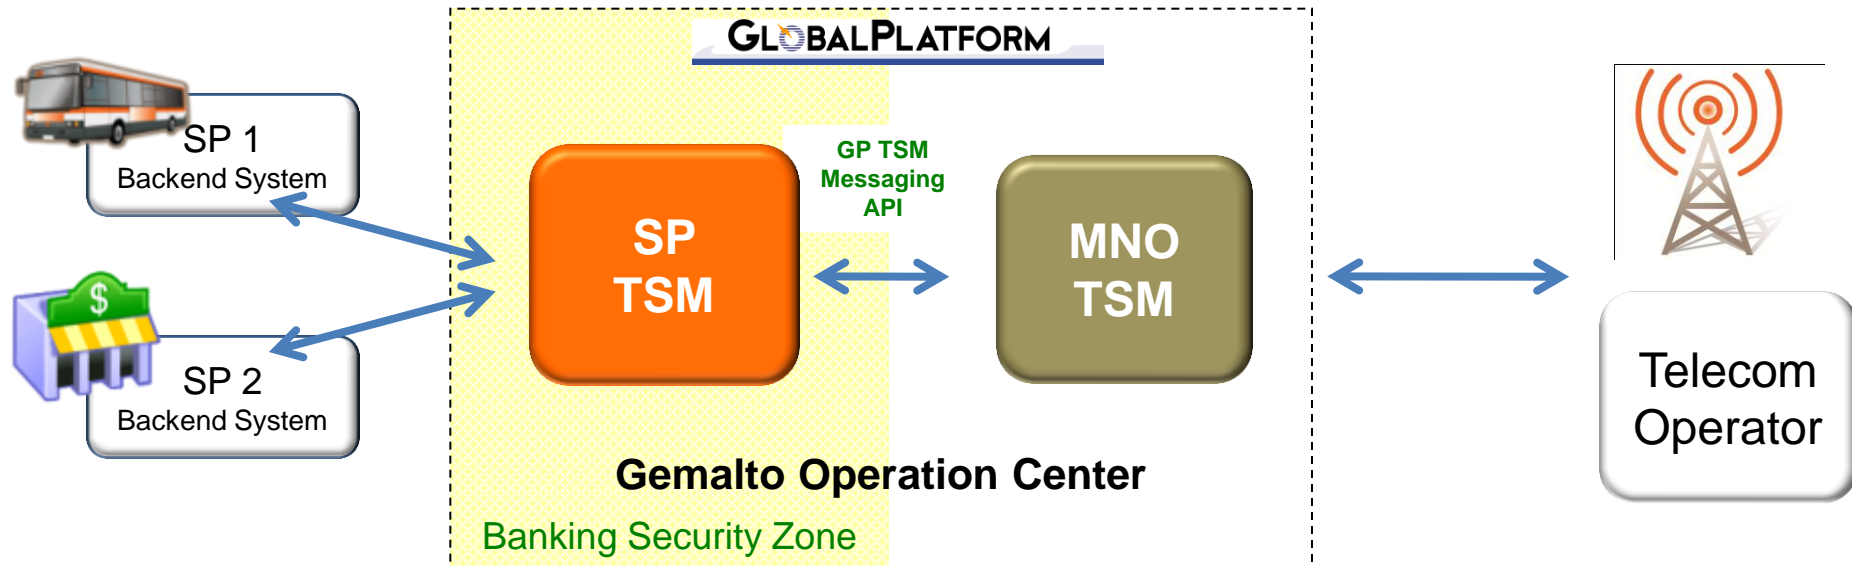 GLOBALPLATFORM
SP 1
Backend System
$
SP 2
Backend System
SP
TSM
GP TSM
Messaging
API
MNO
TSM
Gemalto Operation Center
Banking Security Zone
Telecom
Operator